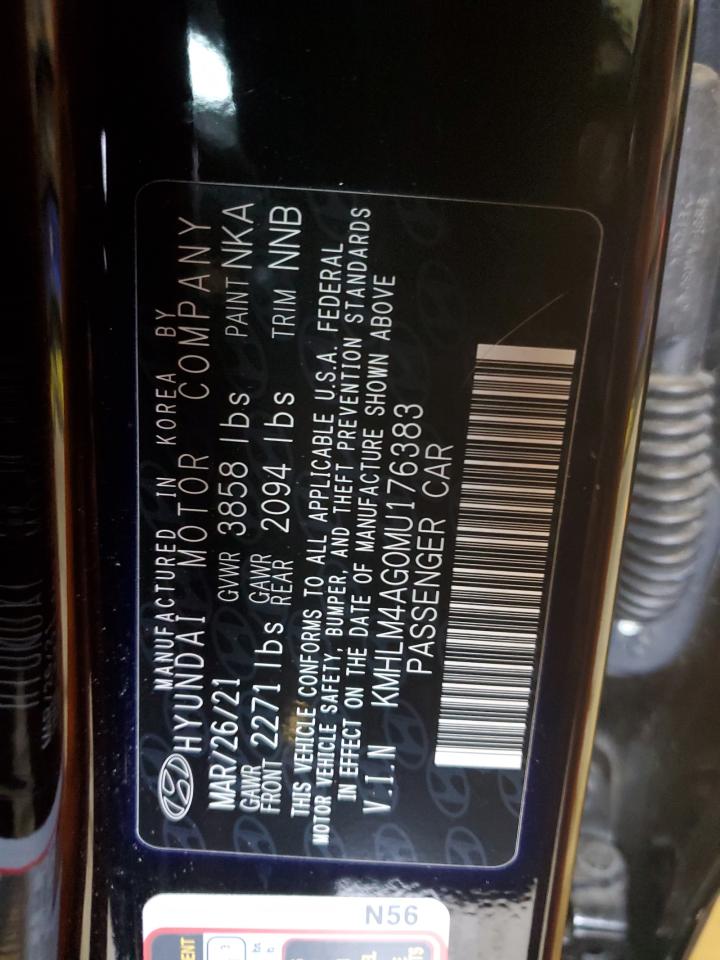 MANUFACTURED IN KOREA BY
HYUNDAI MOTOR COMPANY
MAR/26/21 GVWR 3858 lbs PAINT NKA
GAWR FRONT 2271 lbs GAWR REAR 2094 lbs TRIM NNB
THIS VEHICLE CONFORMS TO ALL APPLICABLE U.S.A. FEDERAL
MOTOR VEHICLE SAFETY, BUMPER, AND THEFT PREVENTION STANDARDS
IN EFFECT ON THE DATE OF MANUFACTURE SHOWN ABOVE
V.I.N KMHLM4AG0MU176383
PASSENGER CAR
N56